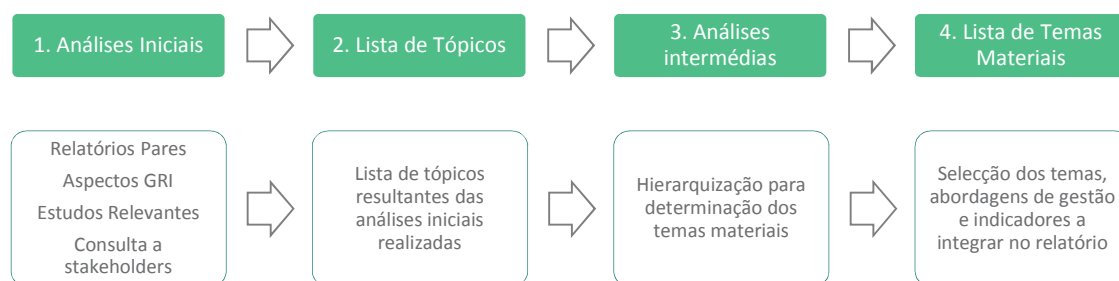 1. Análises Iniciais
2. Lista de Tópicos
3. Análises
intermédias
4. Lista de Temas
Materiais
Relatórios Pares
Aspectos GRI
Estudos Relevantes
Consulta a
stakeholders
Lista de tópicos
resultantes das
análises iniciais
realizadas
Hierarquização para
determinação dos
temas materiais
Selecção dos temas,
abordagens de gestão
e indicadores a
integrar no relatório